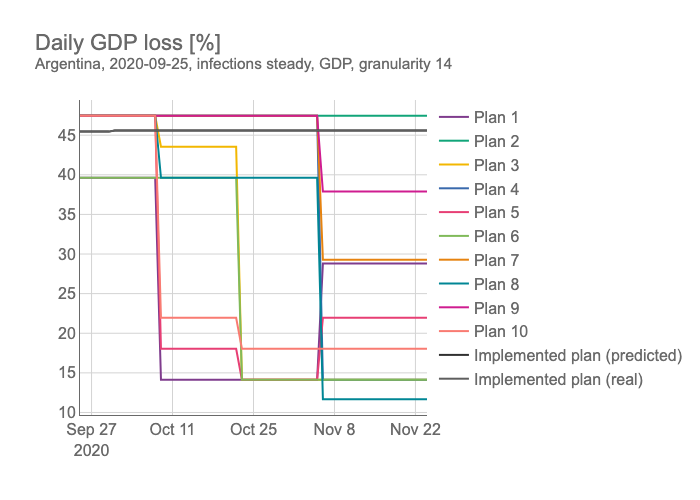 Daily GDP loss [%]
Argentina, 2020-09-25, infections steady, GDP, granularity 14
45
40
35
30
25
20
15
10
Sep 27
2020
Oct 11
Oct 25
Nov 8
Nov 22
Plan 1
Plan 2
Plan 3
Plan 4
Plan 5
Plan 6
Plan 7
Plan 8
Plan 9
Plan 10
Implemented plan (predicted)
Implemented plan (real)